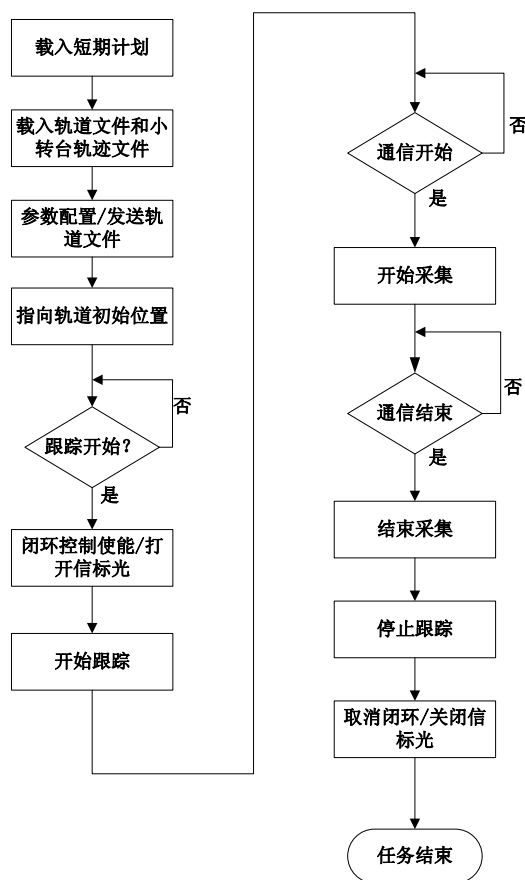 载入短期计划
载入轨道文件和小
转台轨迹文件
参数配置/发送轨
道文件
指向轨道初始位置
否
跟踪开始？
是
闭环控制使能/打
开信标光
开始跟踪
否
通信开始
是
开始采集
否
通信结束
是
结束采集
停止跟踪
取消闭环/关闭信
标光
任务结束